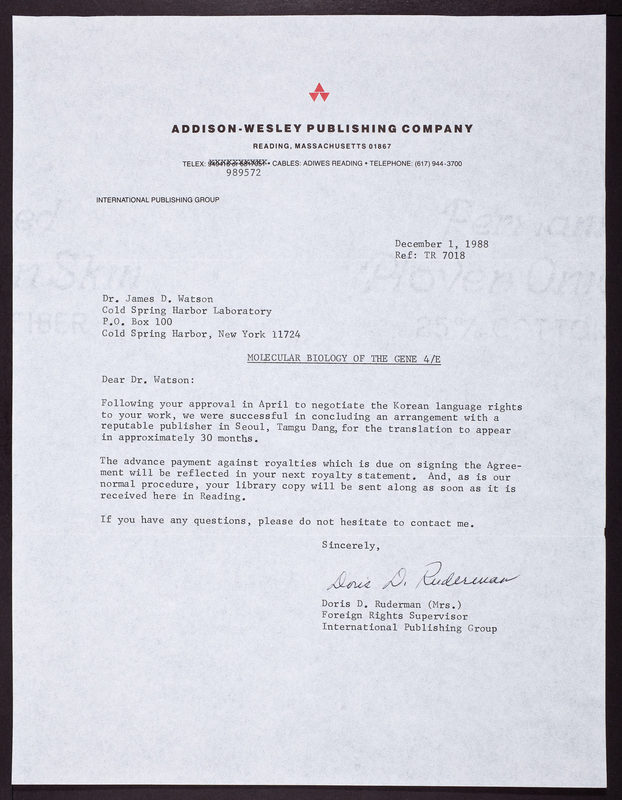 ADDISON-WESLEY PUBLISHING COMPANY
READING, MASSACHUSETTS 01867
TELEX: • CABLES: ADIWES READING • TELEPHONE: (617) 944-3700
989572
INTERNATIONAL PUBLISHING GROUP
December 1, 1988
Ref: TR 7018
Dr. James D. Watson
Cold Spring Harbor Laboratory
P.O. Box 100
Cold Spring Harbor, New York 11724
MOLECULAR BIOLOGY OF THE GENE 4/E
Dear Dr. Watson:
Following your approval in April to negotiate the Korean language rights
to your work, we were successful in concluding an arrangement with a
reputable publisher in Seoul, Tamgu Dang, for the translation to appear
in approximately 30 months.
The advance payment against royalties which is due on signing the Agree-
ment will be reflected in your next royalty statement. And, as is our
normal procedure, your library copy will be sent along as soon as it is
received here in Reading.
If you have any questions, please do not hesitate to contact me.
Sincerely,
Doris D. Ruderman
Doris D. Ruderman (Mrs.)
Foreign Rights Supervisor
International Publishing Group